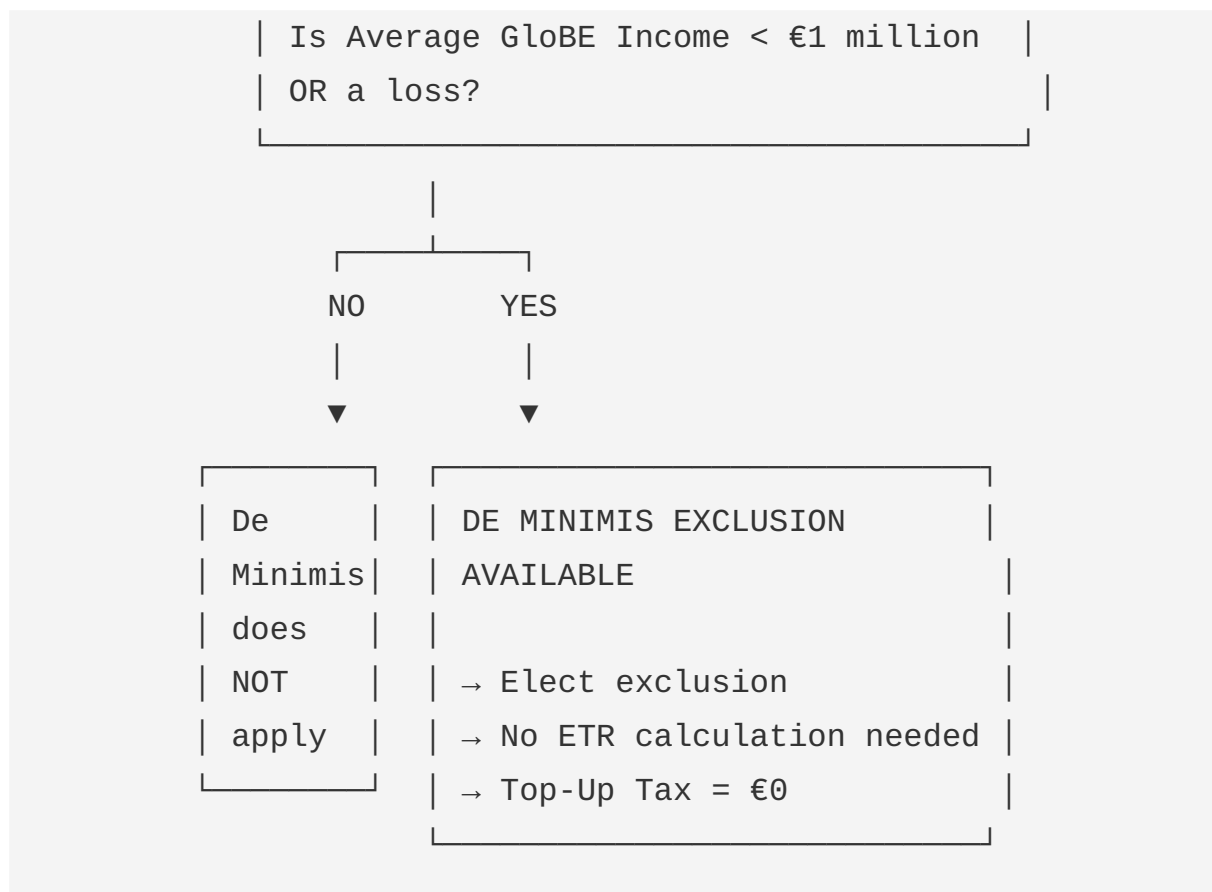 Is Average GloBE Income < €1 million
OR a loss?
NO YES
De DE MINIMIS EXCLUSION
Minimis AVAILABLE
does
NOT → Elect exclusion
apply → No ETR calculation needed
→ Top-Up Tax = €0